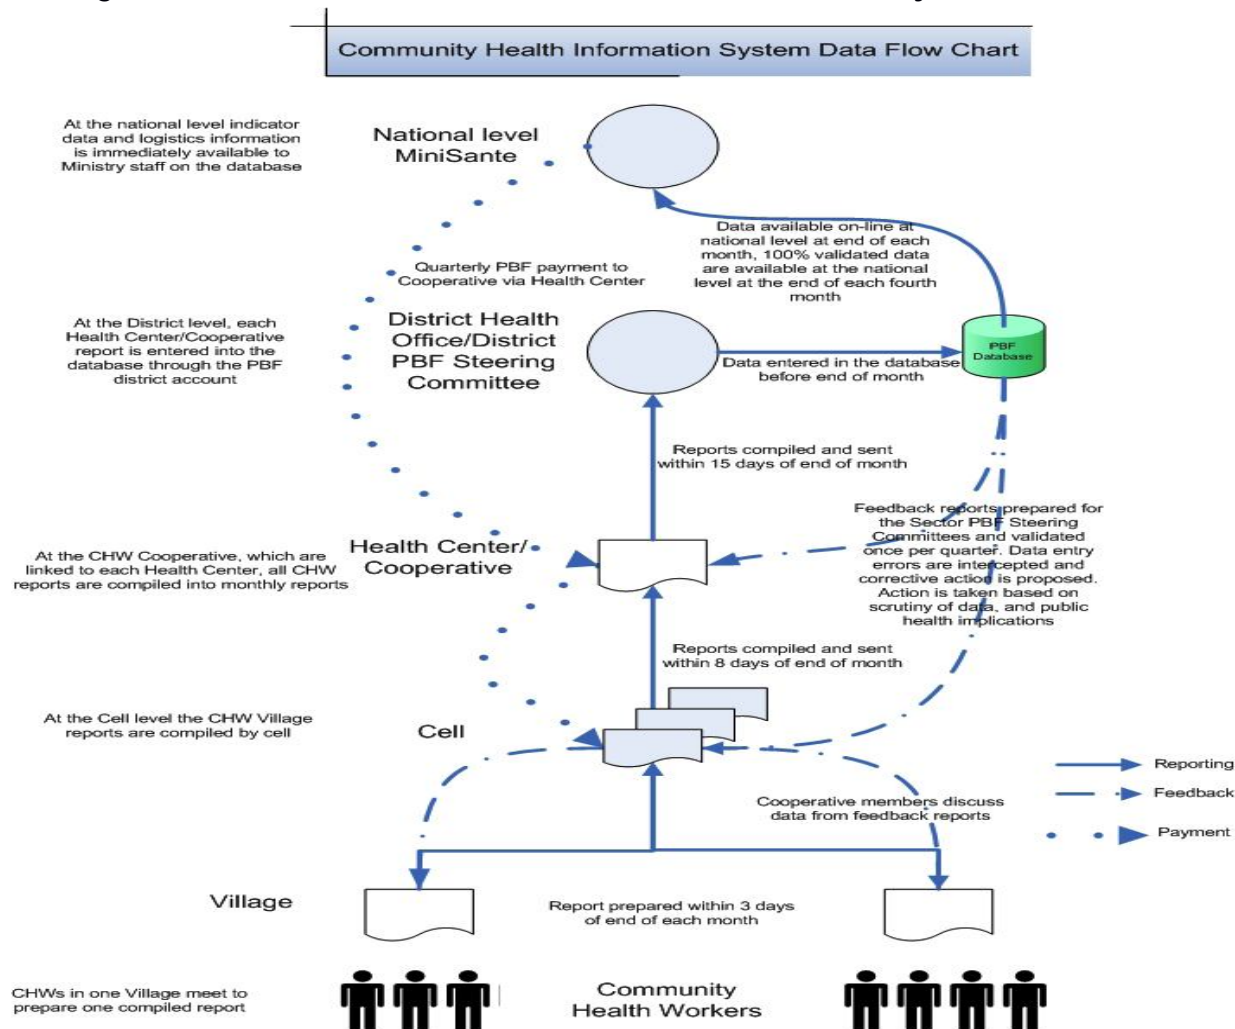 Community Health Information System Data Flow Chart
At the national level indicator
data and logistics information
is immediately available to
Ministry staff on the database
National level
MiniSante
Data available on-line at
national level at end of each
month, 100% validated data
are available at the national
level at the end of each fourth
month
Quarterly PBF payment to
Cooperative via Health Center
At the District level, each
Health Center/Cooperative
report is entered into the
database through the PBF
district account
District Health
Office/District
PBF Steering
Committee
PBF
Database
Data entered in the database
before end of month
Reports compiled and sent
within 15 days of end of month
Feedback reports prepared for
the Sector PBF Steering
Committees and validated
once per quarter. Data entry
errors are intercepted and
corrective action is proposed.
Action is taken based on
scrutiny of data, and public
health implications
At the CHW Cooperative, which are
linked to each Health Center, all CHW
reports are compiled into monthly reports
Health Center/
Cooperative
Reports compiled and sent
within 8 days of end of month
At the Cell level the CHW Village
reports are compiled by cell
Cell
Cooperative members discuss
data from feedback reports
Reporting
Feedback
Payment
Village
Report prepared within 3 days
of end of each month
CHWs in one Village meet to
prepare one compiled report
Community
Health Workers